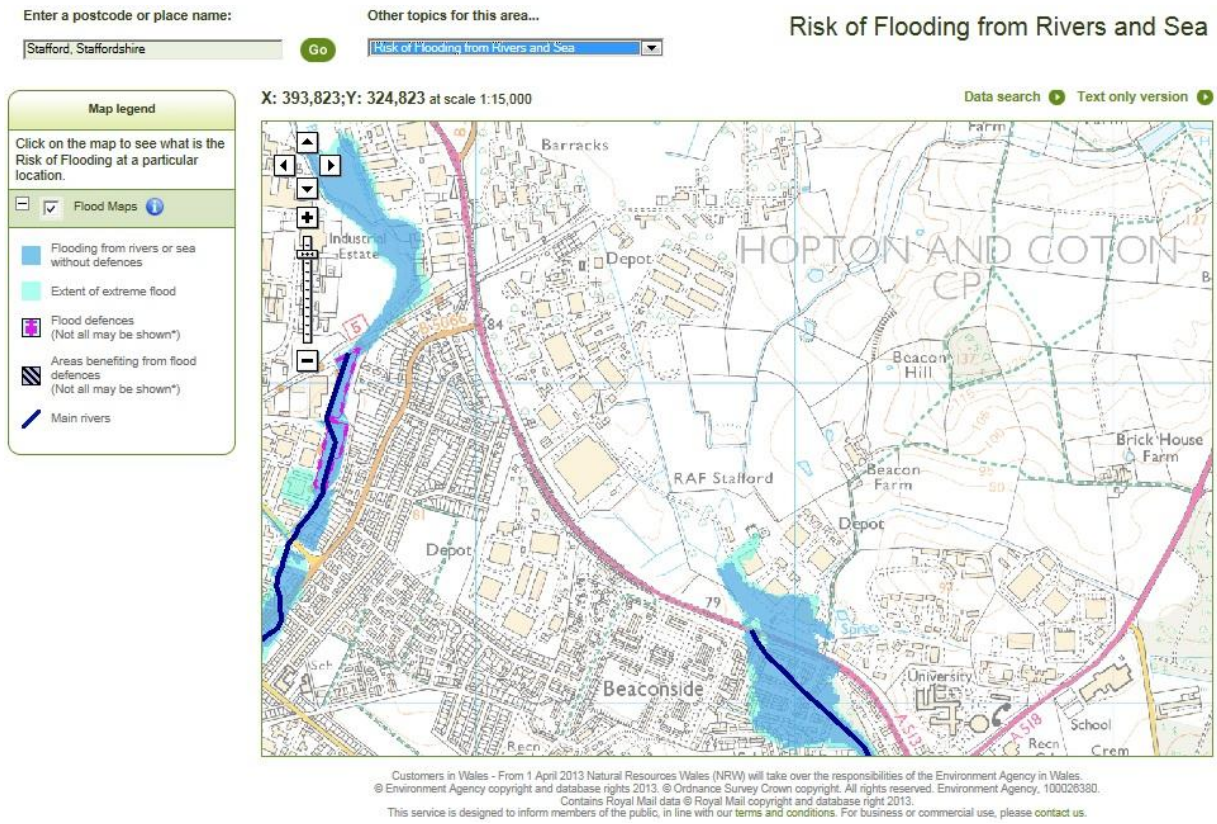 Enter a postcode or place name:
Other topics for this area...
Risk of Flooding from Rivers and Sea
Stafford, Staffordshire
Go
Risk of Flooding from Rivers and Sea
Map legend
Click on the map to see what is the
Risk of Flooding at a particular
location.
Flood Maps
Flooding from rivers or sea
without defences
Extent of extreme flood
Flood defences
(Not all may be shown*)
Areas benefiting from flood
defences
(Not all may be shown*)
Main rivers
X: 393,823;Y: 324,823 at scale 1:15,000
Data search
Text only version
Barracks
Farm
Industrial
Estate
Depot
HOPTON AND COTON
CP
127
5
B 5066
84
Beacon
Hill
137
Brick House
Farm
RAF Stafford
Beacon
Farm
81
Depot
Depot
79
Sch
Beaconside
University
A 513
A 518
School
Recn
Recn
Crem
Customers in Wales - From 1 April 2013 Natural Resources Wales (NRW) will take over the responsibilities of the Environment Agency in Wales.
© Environment Agency copyright and database rights 2013. © Ordnance Survey Crown copyright. All rights reserved. Environment Agency, 100026380.
Contains Royal Mail data © Royal Mail copyright and database right 2013.
This service is designed to inform members of the public, in line with our terms and conditions. For business or commercial use, please contact us.